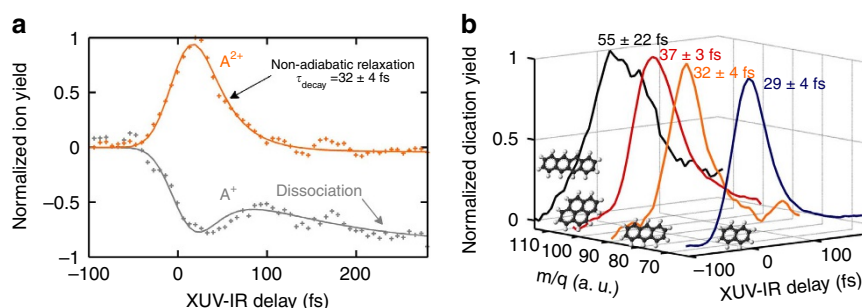 a
Normalized ion yield
1
0.5
0
−0.5
−1
A2+
Non-adiabatic relaxation
τdecay =32 ± 4 fs
A+
Dissociation
−100
0
100
200
XUV-IR delay (fs)
b
Normalized dication yield
1
0.5
0
55 ± 22 fs
37 ± 3 fs
32 ± 4 fs
29 ± 4 fs
110
100
90
80
70
m/q (a. u.)
−100
0
100
XUV-IR delay (fs)